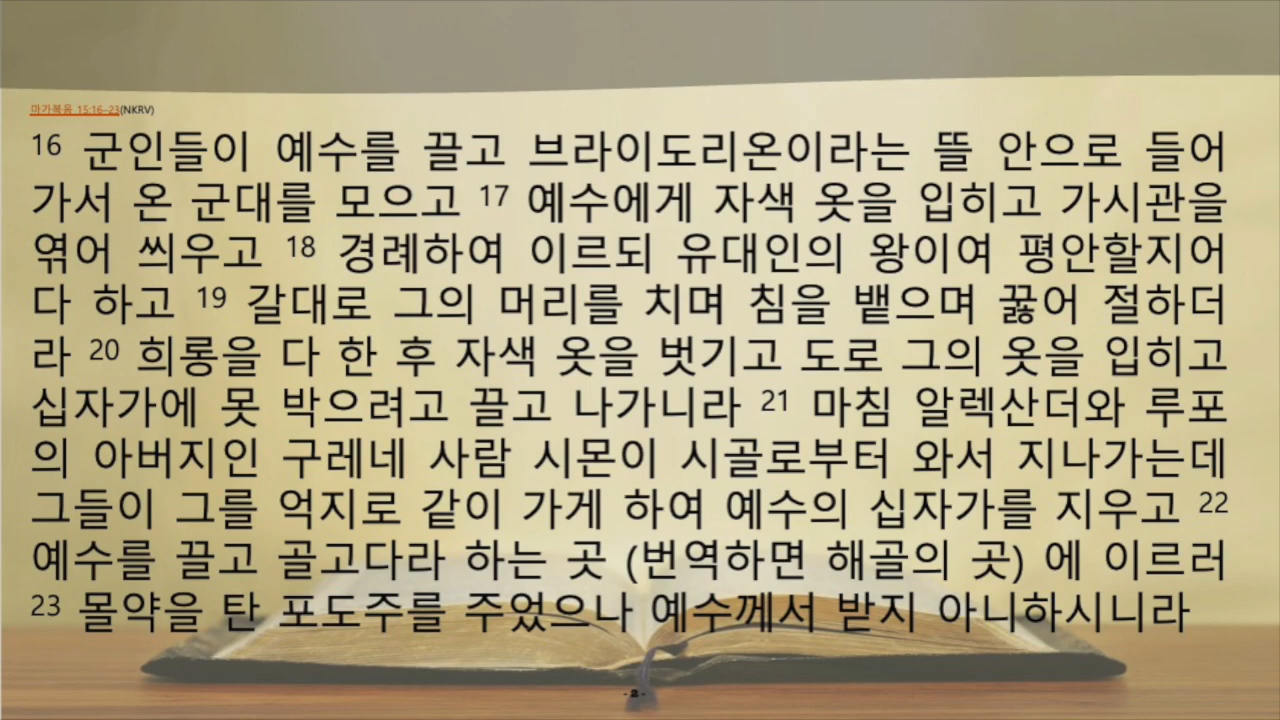 마가복음 15:16-23(NKRV)
16 군인들이 예수를 끌고 브라이도리온이라는 뜰 안으로 들어
가서 온 군대를 모으고 17 예수에게 자색 옷을 입히고 가시관을
엮어 씌우고 18 경례하여 이르되 유대인의 왕이여 평안할지어
다 하고 19 갈대로 그의 머리를 치며 침을 뱉으며 꿇어 절하더
라 20 희롱을 다 한 후 자색 옷을 벗기고 도로 그의 옷을 입히고
십자가에 못 박으려고 끌고 나가니라 21 마침 알렉산더와 루포
의 아버지인 구레네 사람 시몬이 시골로부터 와서 지나가는데
그들이 그를 억지로 같이 가게 하여 예수의 십자가를 지우고 22
예수를 끌고 골고다라 하는 곳 (번역하면 해골의 곳) 에 이르러
23 몰약을 탄 포도주를 주었으나 예수께서 받지 아니하시니라
- 2 -